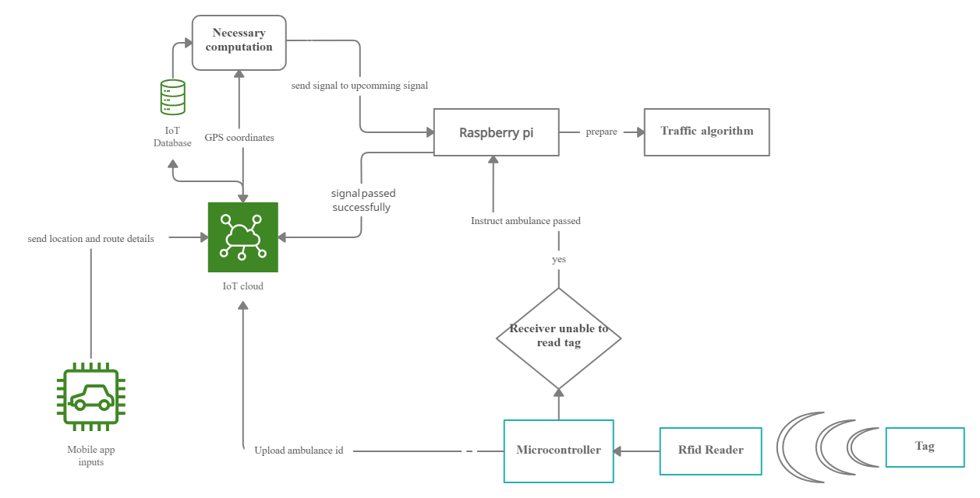 Necessary
computation
send signal to upcomming signal
IoT
Database
GPS coordinates
Raspberry pi
prepare
Traffic algorithm
signal passed
successfully
Instruct ambulance passed
send location and route details
yes
IoT cloud
Receiver unable to
read tag
Mobile app
inputs
Upload ambulance id
Microcontroller
Rfid Reader
Tag